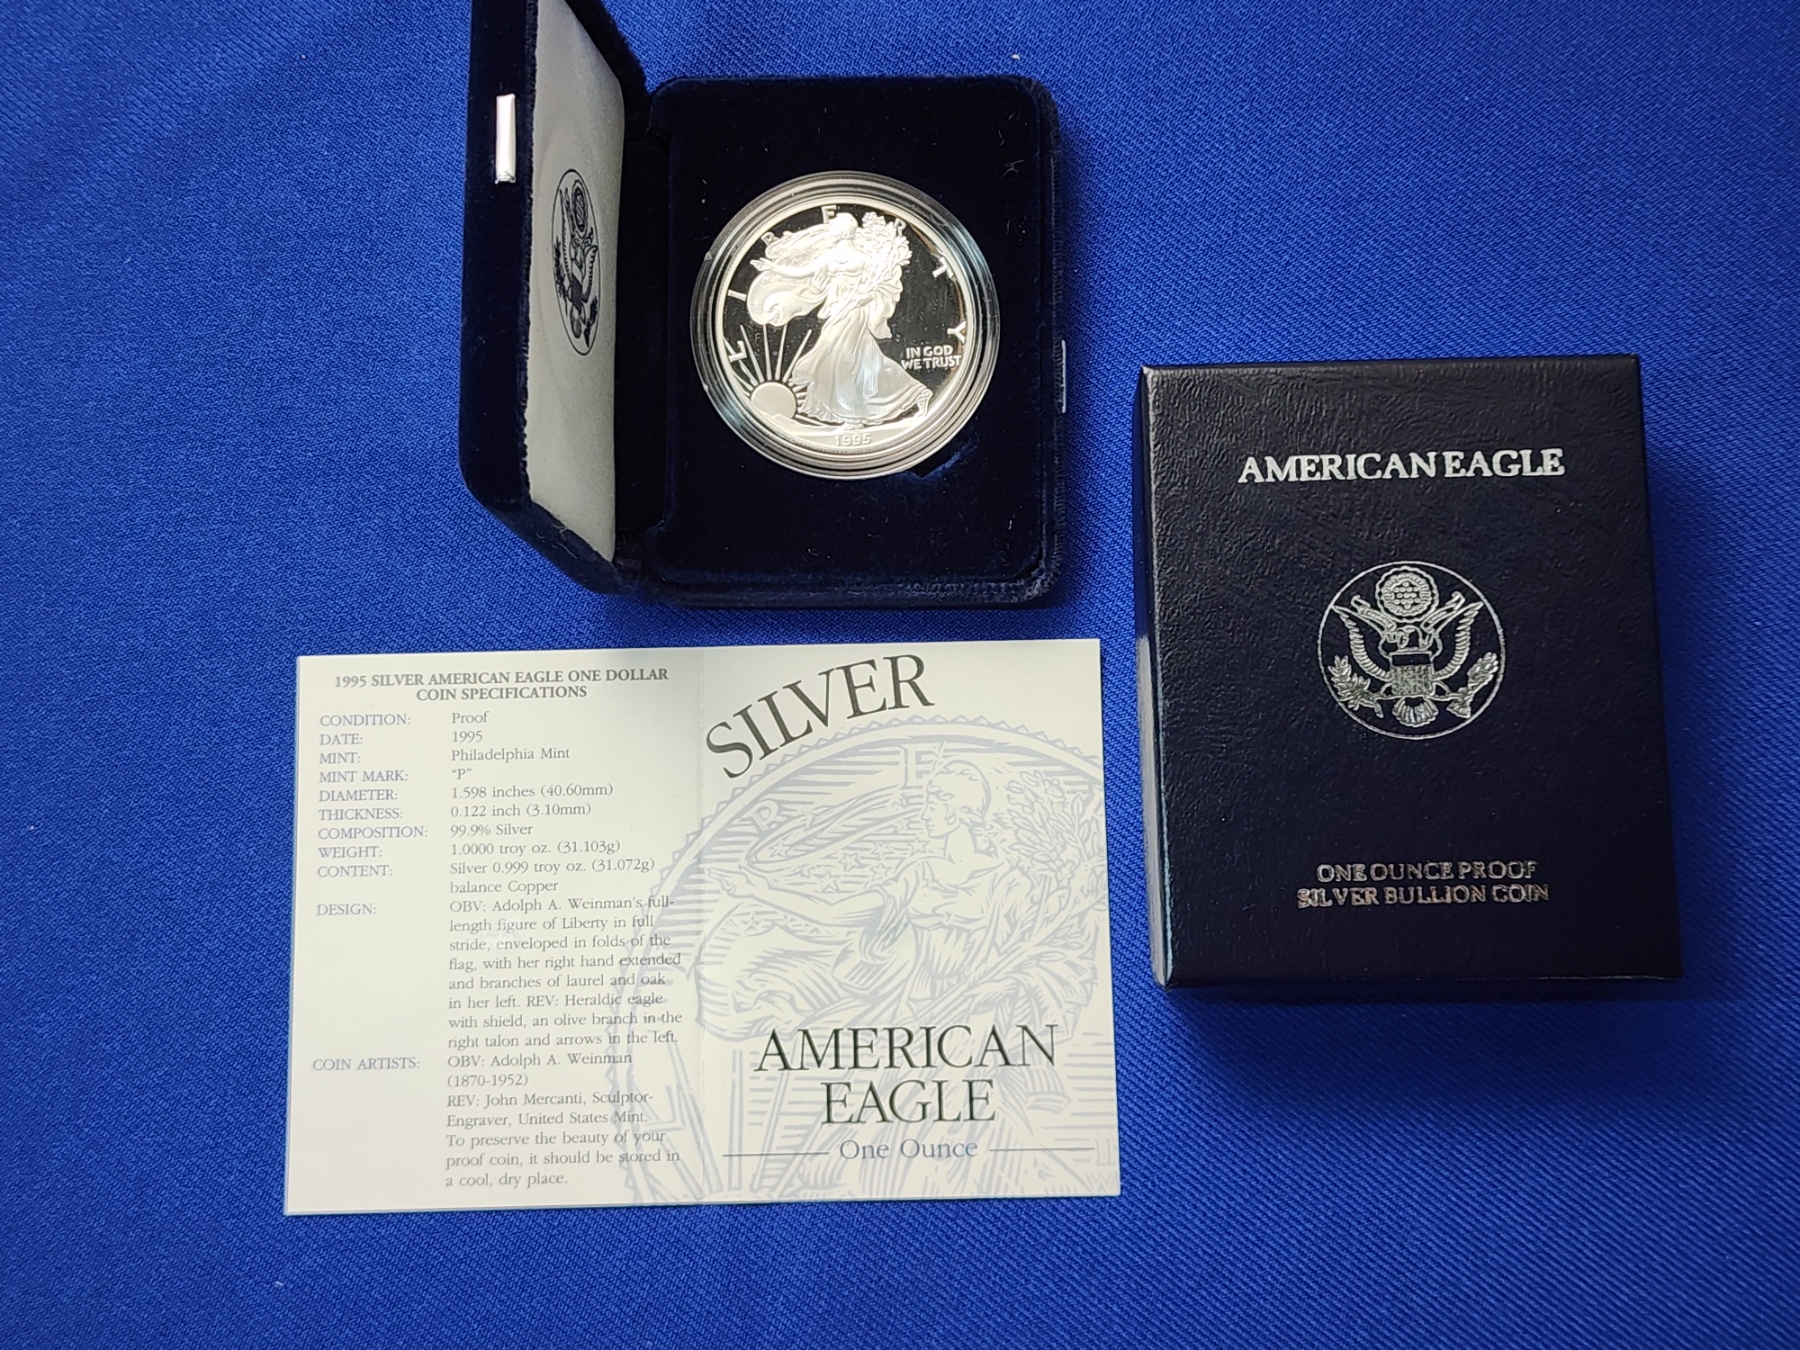 LIBERTY
IN GOD
WE TRUST
1995
AMERICAN EAGLE
ONE OUNCE PROOF
SILVER BULLION COIN
1995 SILVER AMERICAN EAGLE ONE DOLLAR
COIN SPECIFICATIONS
CONDITION: Proof
DATE: 1995
MINT: Philadelphia Mint
MINT MARK: "P"
DIAMETER: 1.598 inches (40.60mm)
THICKNESS: 0.122 inch (3.10mm)
COMPOSITION: 99.9% Silver
WEIGHT: 1.0000 troy oz. (31.103g)
CONTENT: Silver 0.999 troy oz. (31.072g)
balance Copper
DESIGN: OBV: Adolph A. Weinman's full-
length figure of Liberty in full
stride, enveloped in folds of the
flag, with her right hand extended
and branches of laurel and oak
in her left. REV: Heraldic eagle
with shield, an olive branch in the
right talon and arrows in the left.
COIN ARTISTS: OBV: Adolph A. Weinman
(1870-1952)
REV: John Mercanti, Sculptor-
Engraver, United States Mint.
To preserve the beauty of your
proof coin, it should be stored in
a cool, dry place.
SILVER
AMERICAN
EAGLE
One Ounce